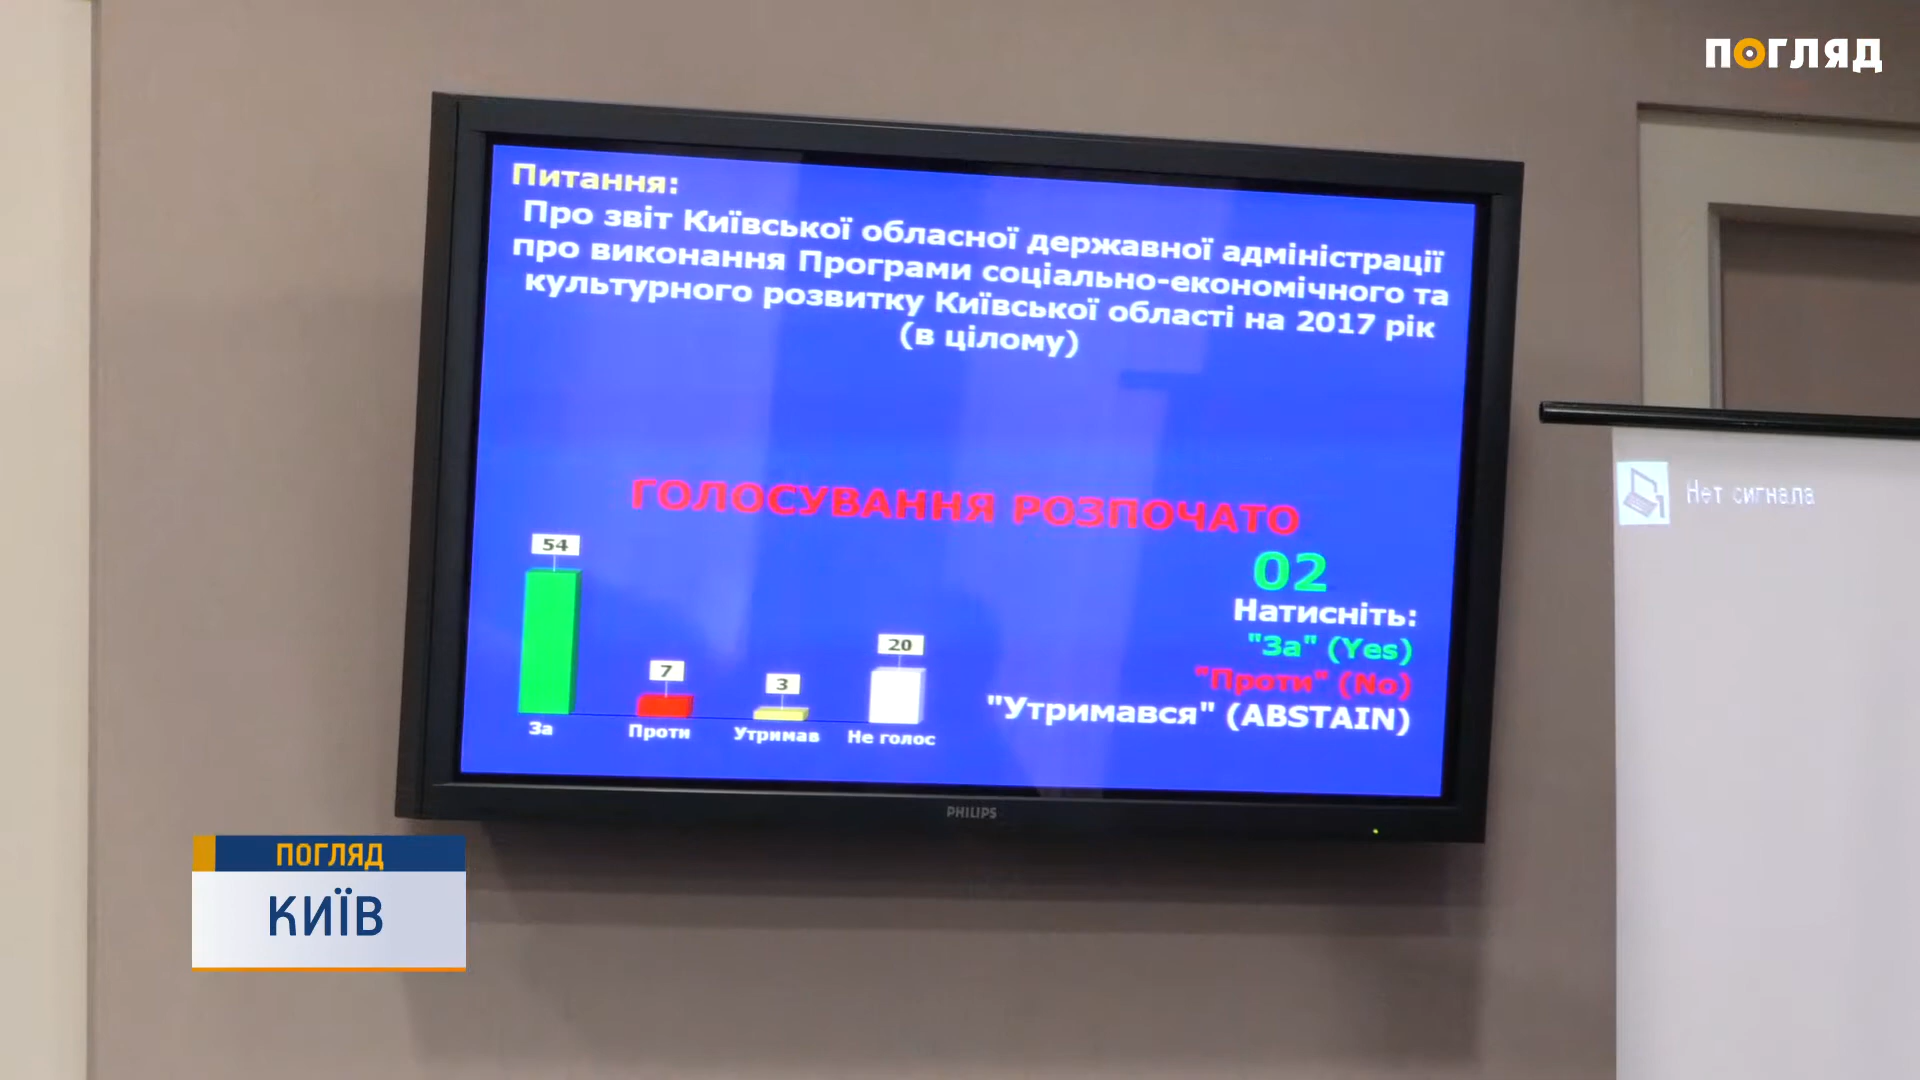 ПОГЛЯД
Питання:
Про звіт Київської обласної державної адміністрації
про виконання Програми соціально-економічного та
культурного розвитку Київської області на 2017 рік
(в цілому)
Нет сигнала
ГОЛОСУВАННЯ РОЗПОЧАТО
02
Натисніть:
"За" (Yes)
"Проти" (No)
"Утримався" (ABSTAIN)
54
7
3
20
За
Проти
Утримав
Не голос
PHILIPS
ПОГЛЯД
КИЇВ